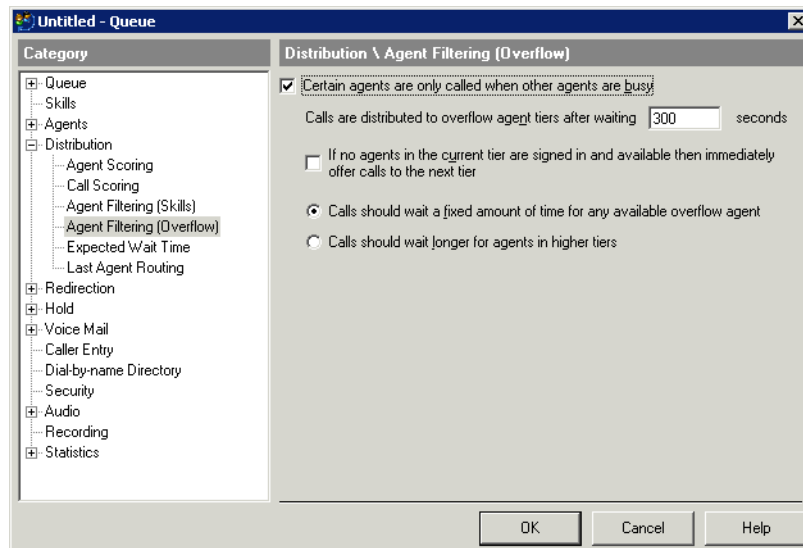 Untitled - Queue
Category
Queue
Skills
Agents
Distribution
Agent Scoring
Call Scoring
Agent Filtering (Skills)
Agent Filtering (Overflow)
Expected Wait Time
Last Agent Routing
Redirection
Hold
Voice Mail
Caller Entry
Dial-by-name Directory
Security
Audio
Recording
Statistics
Distribution \ Agent Filtering (Overflow)
Certain agents are only called when other agents are busy
Calls are distributed to overflow agent tiers after waiting 300 seconds
If no agents in the current tier are signed in and available then immediately
offer calls to the next tier
Calls should wait a fixed amount of time for any available overflow agent
Calls should wait longer for agents in higher tiers
OK Cancel Help